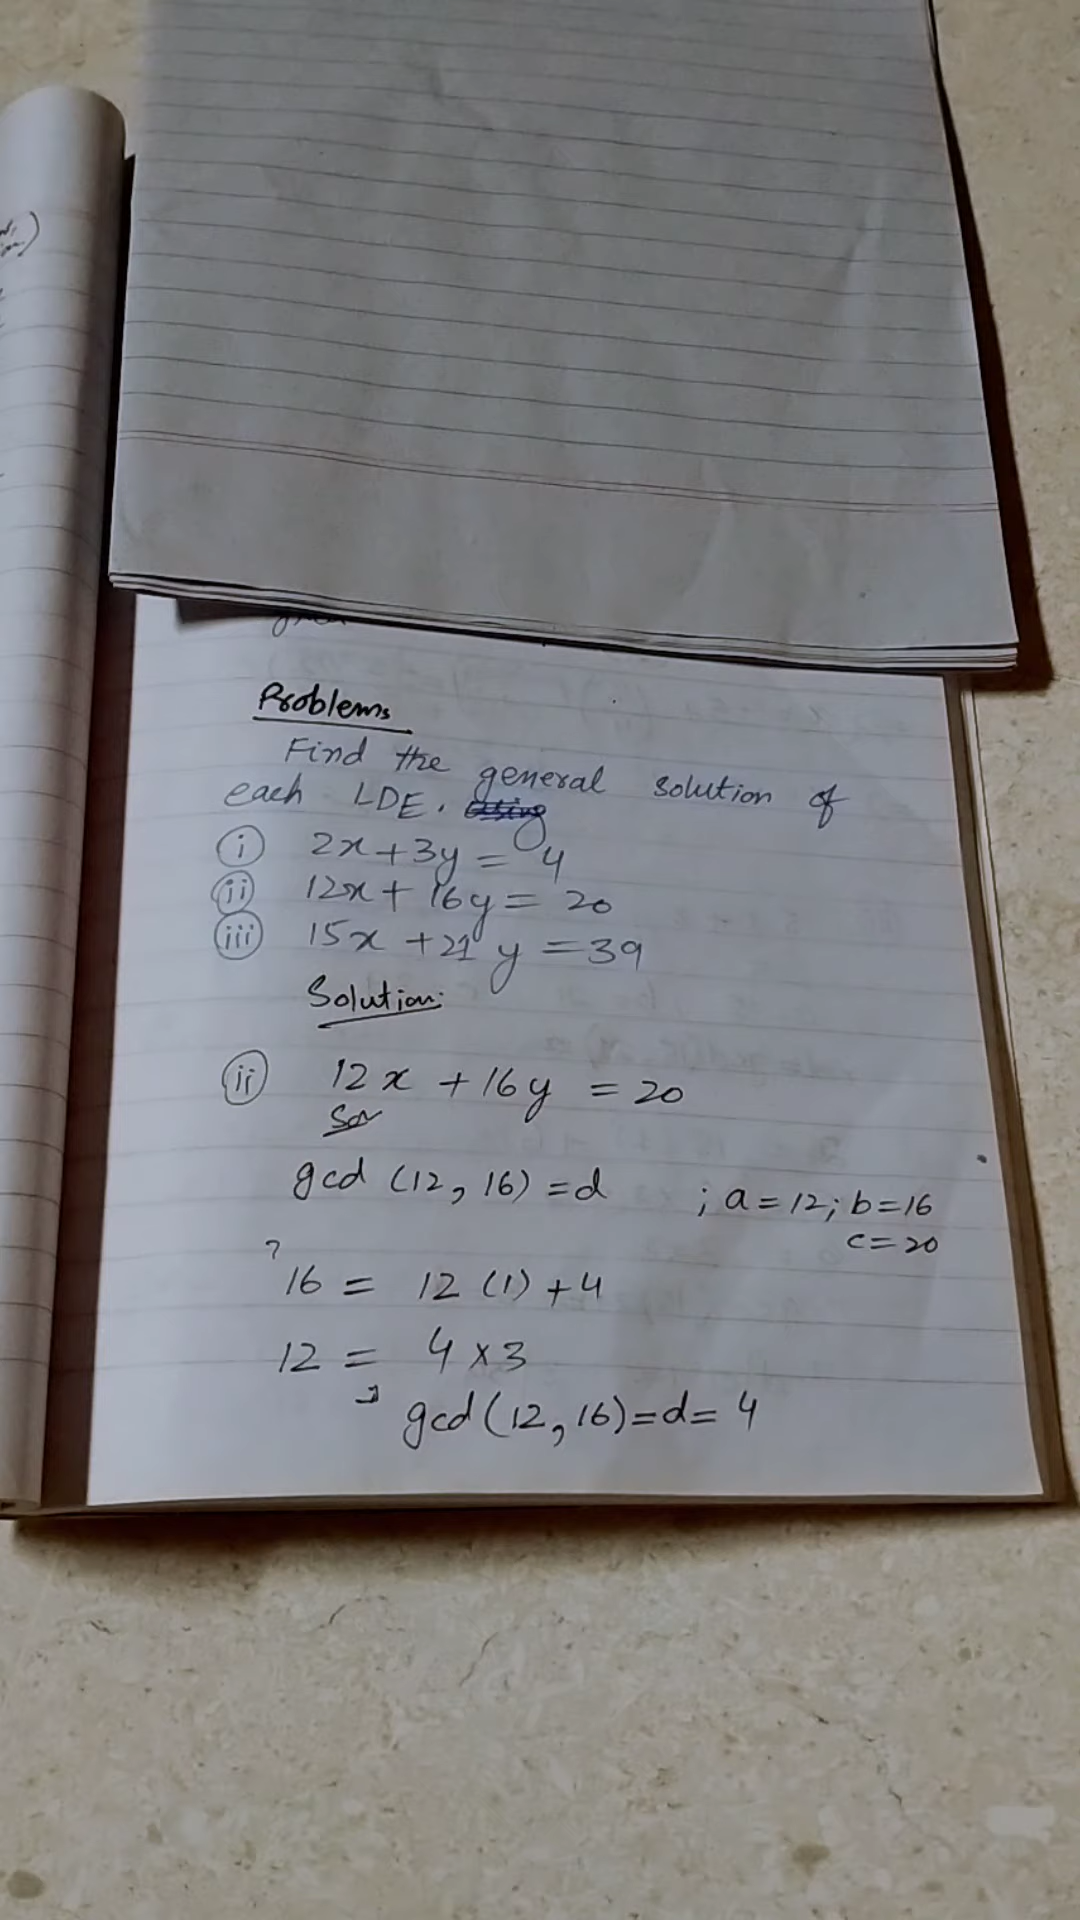 Problems
Find the general solution of
each LDE.
(i) 2x+3y = 4
(ii) 12x + 16y = 20
(iii) 15x +21y =39
Solution:
(ii) 12x +16y = 20
Sol
gcd (12, 16) =d ; a=12; b=16
c=20
16 = 12 (1) +4
12 = 4 x 3
gcd(12, 16)=d= 4